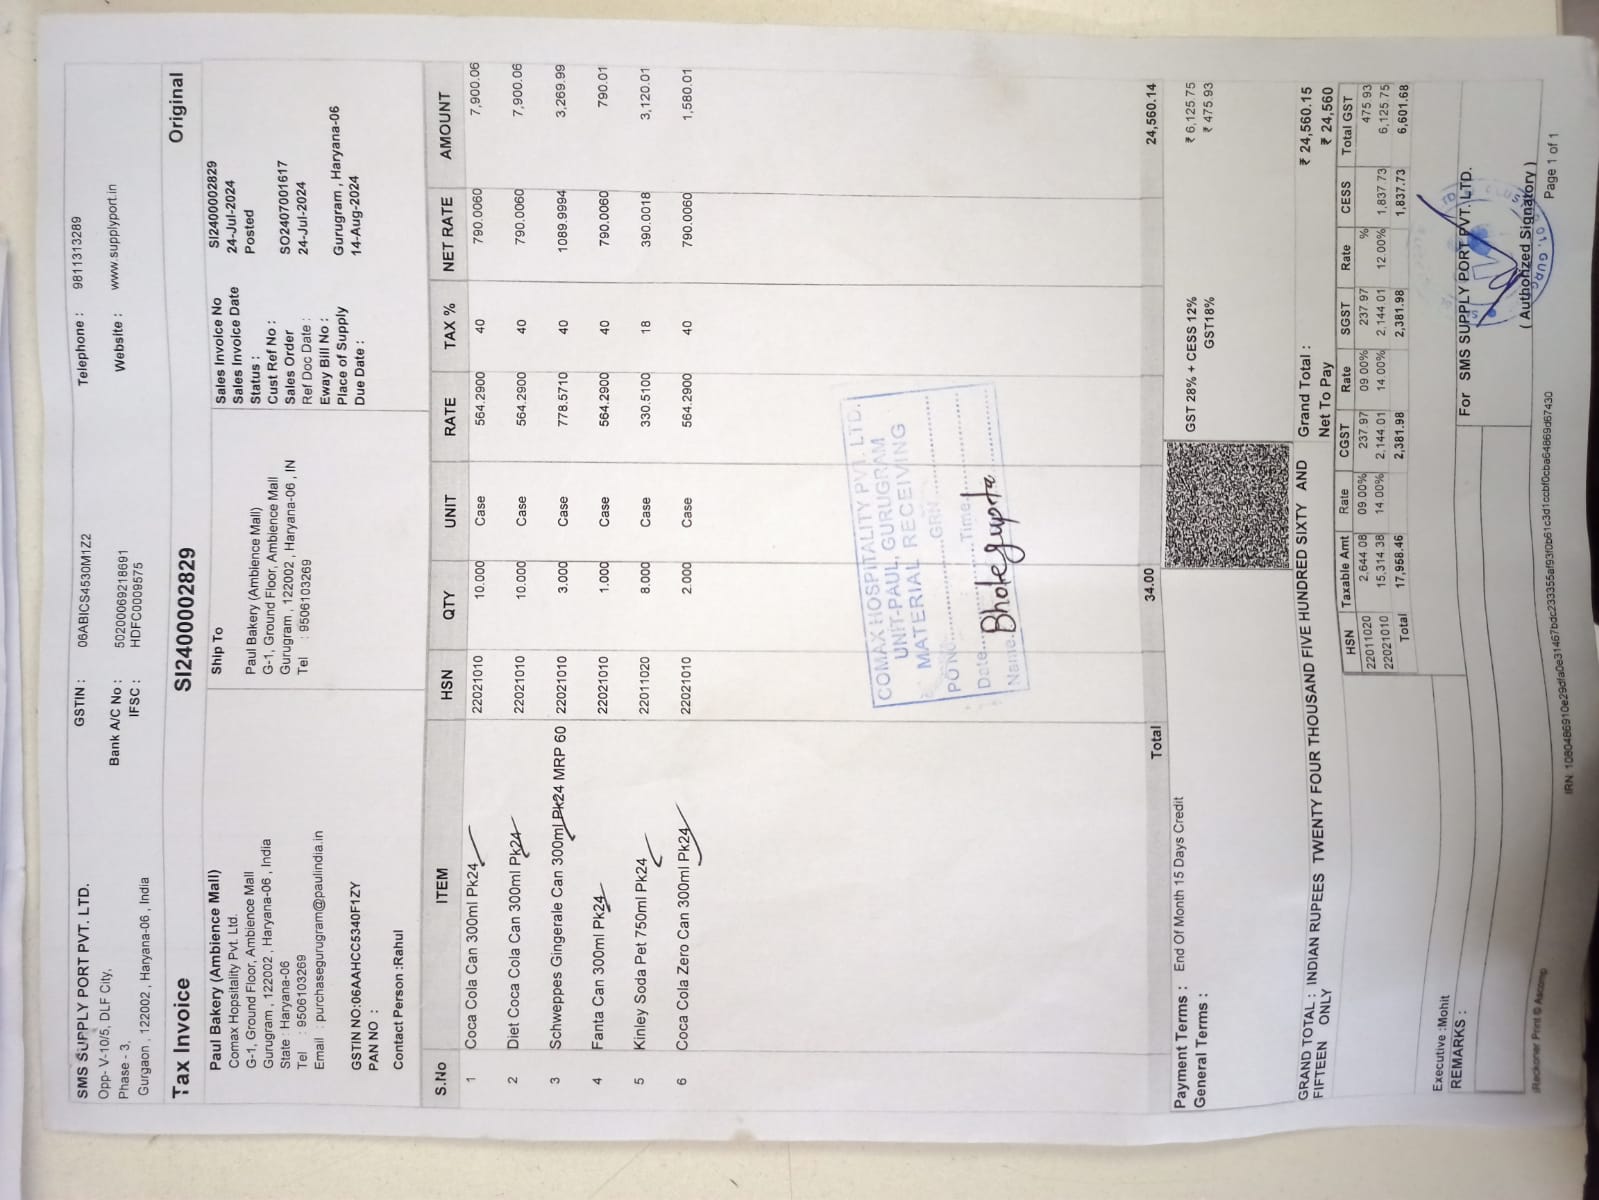 SMS SUPPLY PORT PVT. LTD.
Opp- V-10/5, DLF City,
Phase - 3,
Gurgaon , 122002 , Haryana-06 , India
GSTIN : 06ABICS4530M1Z2
Bank A/C No : 50200069218691
IFSC : HDFC0009575
Telephone : 9811313289
Website : www.supplyport.in
Tax Invoice SI2400002829 Original
Paul Bakery (Ambience Mall)
Comax Hopsitality Pvt. Ltd.
G-1, Ground Floor, Ambience Mall
Gurugram , 122002 , Haryana-06 , India
State : Haryana-06
Tel : 9506103269
Email : purchasegurugram@paulindia.in
GSTIN NO:06AAHCC5340F1ZY
PAN NO :
Contact Person :Rahul
Ship To
Paul Bakery (Ambience Mall)
G-1, Ground Floor, Ambience Mall
Gurugram , 122002 , Haryana-06 , IN
Tel : 9506103269
Sales Invoice No SI2400002829
Sales Invoice Date 24-Jul-2024
Status : Posted
Cust Ref No :
Sales Order SO2407001617
Ref Doc Date : 24-Jul-2024
Eway Bill No :
Place of Supply Gurugram , Haryana-06
Due Date : 14-Aug-2024
S.No ITEM HSN QTY UNIT RATE TAX % NET RATE AMOUNT
1 Coca Cola Can 300ml Pk24 22021010 10.000 Case 564.2900 40 790.0060 7,900.06
2 Diet Coca Cola Can 300ml Pk24 22021010 10.000 Case 564.2900 40 790.0060 7,900.06
3 Schweppes Gingerale Can 300ml Pk24 MRP 60 22021010 3.000 Case 778.5710 40 1089.9994 3,269.99
4 Fanta Can 300ml Pk24 22021010 1.000 Case 564.2900 40 790.0060 790.01
5 Kinley Soda Pet 750ml Pk24 22011020 8.000 Case 330.5100 18 390.0018 3,120.01
6 Coca Cola Zero Can 300ml Pk24 22021010 2.000 Case 564.2900 40 790.0060 1,580.01
COMAX HOSPITALITY PVT. LTD.
UNIT-PAUL, GURUGRAM
MATERIAL RECEIVING
PO No. GRN
Date Time
Name Bhole gupta
Total 34.00 24,560.14
Payment Terms : End Of Month 15 Days Credit
General Terms :
GST 28% + CESS 12% ₹ 6,125.75
GST18% ₹ 475.93
GRAND TOTAL : INDIAN RUPEES TWENTY FOUR THOUSAND FIVE HUNDRED SIXTY AND
FIFTEEN ONLY
Grand Total : ₹ 24,560.15
Net To Pay ₹ 24,560
HSN Taxable Amt Rate CGST Rate SGST Rate CESS Total GST
22011020 2,644.08 09.00% 237.97 09.00% 237.97 % 475.93
22021010 15,314.38 14.00% 2,144.01 14.00% 2,144.01 12.00% 1,837.73 6,125.75
Total 17,958.46 2,381.98 2,381.98 1,837.73 6,601.68
Executive :Mohit
REMARKS :
For SMS SUPPLY PORT PVT. LTD.
( Authorized Signatory )
iReckoner Print © Ascomp
Page 1 of 1